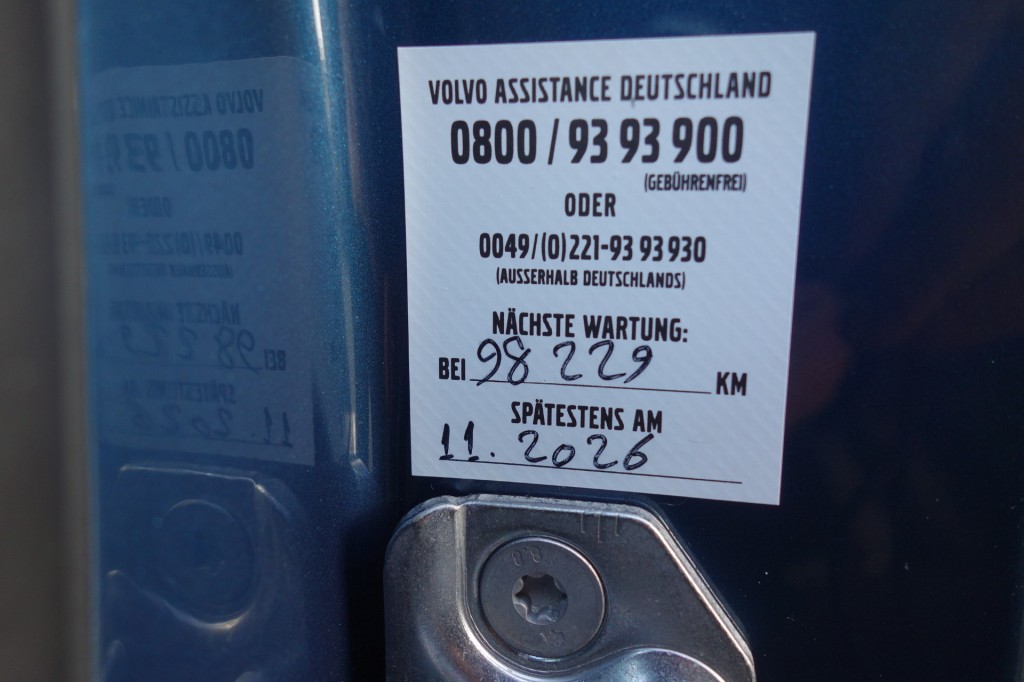 VOLVO ASSISTANCE DEUTSCHLAND
0800 / 93 93 900
(GEBÜHRENFREI)
ODER
0049/(0)221-93 93 930
(AUSSERHALB DEUTSCHLANDS)
NÄCHSTE WARTUNG:
BEI 98 229 KM
SPÄTESTENS AM
11. 2026